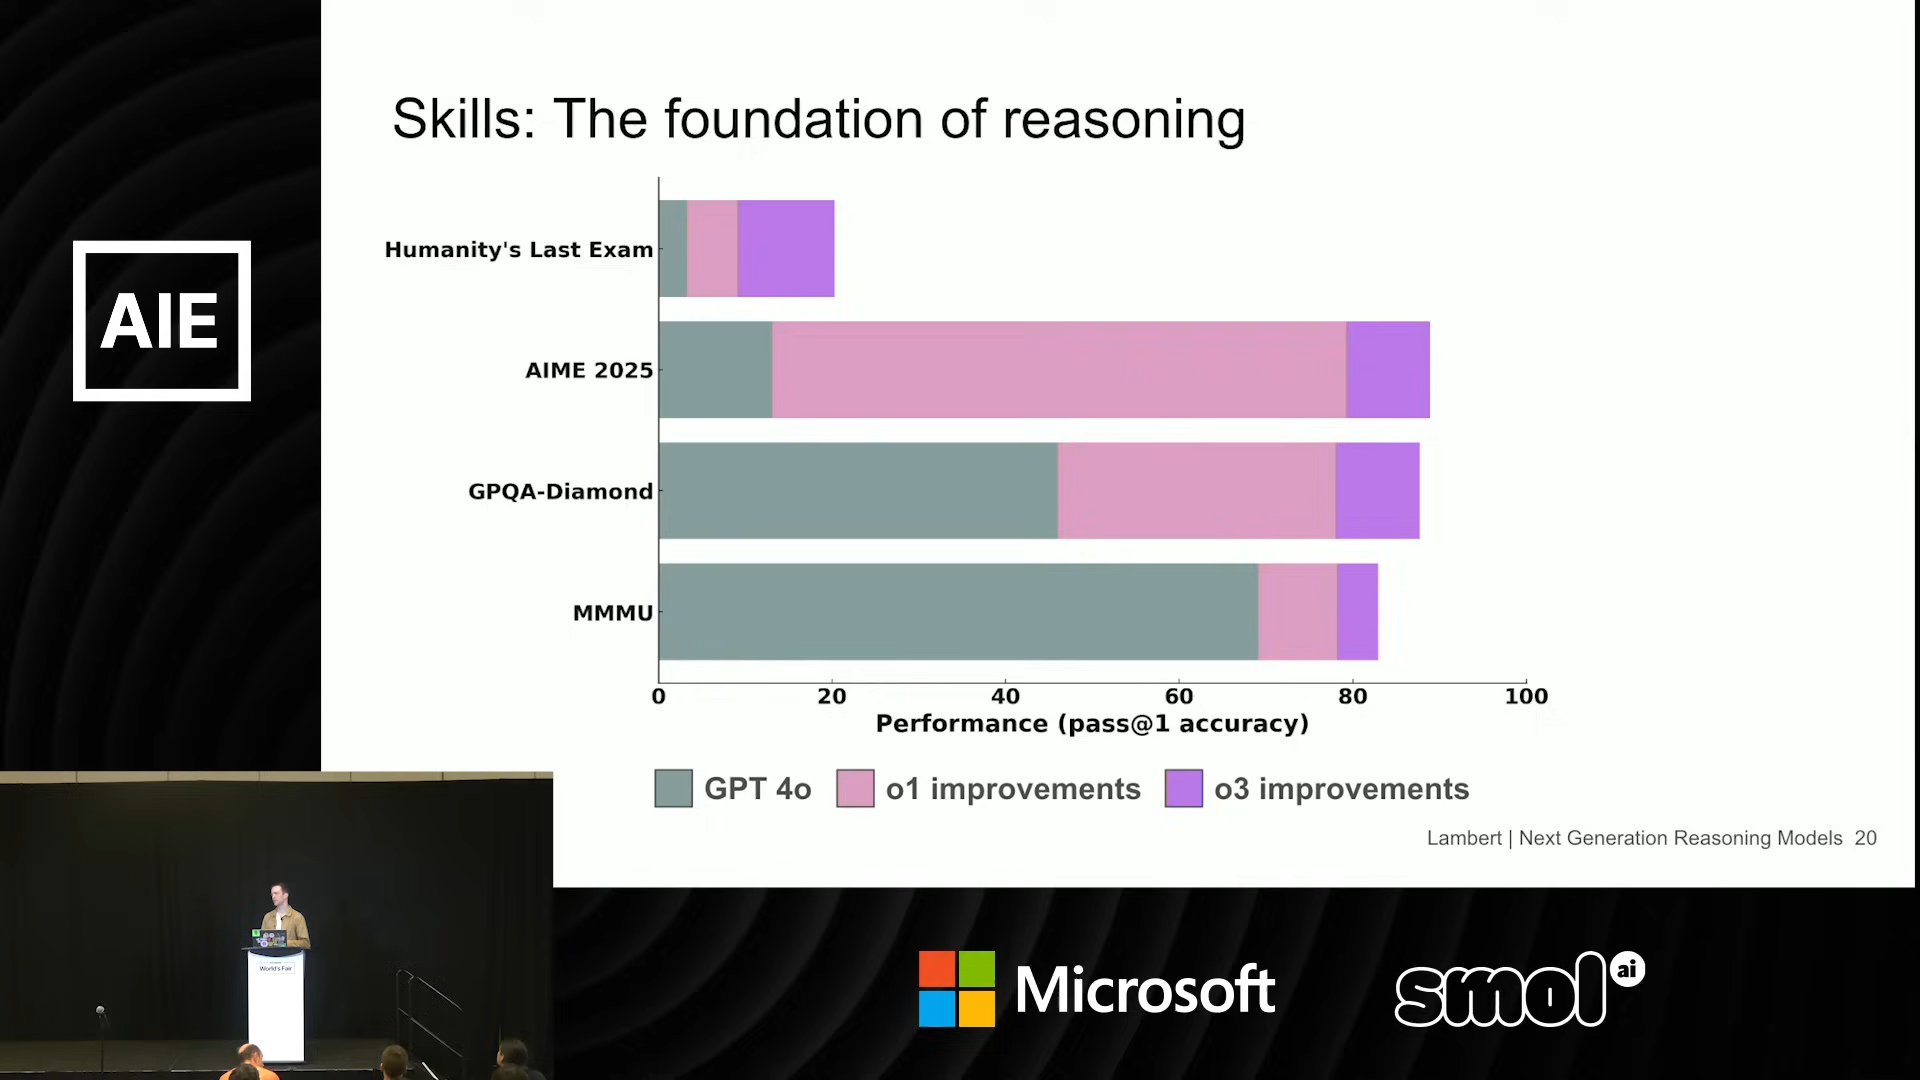 Skills: The foundation of reasoning
Humanity's Last Exam
AIME 2025
GPQA-Diamond
MMMU
0 20 40 60 80 100
Performance (pass@1 accuracy)
GPT 4o o1 improvements o3 improvements
Lambert | Next Generation Reasoning Models 20
AIE
World's Fair
Microsoft
smol ai